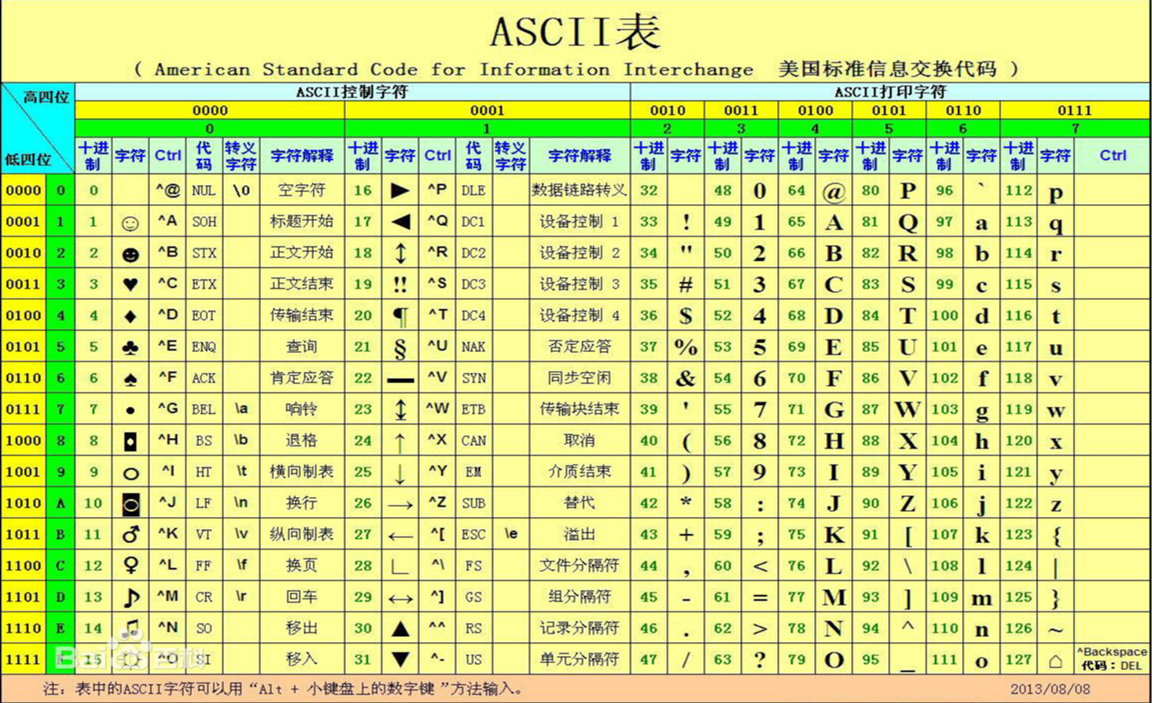 ASCII表
( American Standard Code for Information Interchange 美国标准信息交换代码 )
高四位 ASCII控制字符 ASCII打印字符
0000 0001 0010 0011 0100 0101 0110 0111
0 1 2 3 4 5 6 7
低四位 十进制 字符 Ctrl 代码 转义字符 字符解释 十进制 字符 Ctrl 代码 转义字符 字符解释 十进制 字符 十进制 字符 十进制 字符 十进制 字符 十进制 字符 十进制 字符 Ctrl
0000 0 0 ^@ NUL \0 空字符 16 ► ^P DLE 数据链路转义 32 48 0 64 @ 80 P 96 ` 112 p
0001 1 1 ☺ ^A SOH 标题开始 17 ◄ ^Q DC1 设备控制 1 33 ! 49 1 65 A 81 Q 97 a 113 q
0010 2 2 ☻ ^B STX 正文开始 18 ↕ ^R DC2 设备控制 2 34 " 50 2 66 B 82 R 98 b 114 r
0011 3 3 ♥ ^C ETX 正文结束 19 ‼ ^S DC3 设备控制 3 35 # 51 3 67 C 83 S 99 c 115 s
0100 4 4 ♦ ^D EOT 传输结束 20 ¶ ^T DC4 设备控制 4 36 $ 52 4 68 D 84 T 100 d 116 t
0101 5 5 ♣ ^E ENQ 查询 21 § ^U NAK 否定应答 37 % 53 5 69 E 85 U 101 e 117 u
0110 6 6 ♠ ^F ACK 肯定应答 22 ▬ ^V SYN 同步空闲 38 & 54 6 70 F 86 V 102 f 118 v
0111 7 7 • ^G BEL \a 响铃 23 ↨ ^W ETB 传输块结束 39 ' 55 7 71 G 87 W 103 g 119 w
1000 8 8 ◘ ^H BS \b 退格 24 ↑ ^X CAN 取消 40 ( 56 8 72 H 88 X 104 h 120 x
1001 9 9 ○ ^I HT \t 横向制表 25 ↓ ^Y EM 介质结束 41 ) 57 9 73 I 89 Y 105 i 121 y
1010 A 10 ◙ ^J LF \n 换行 26 → ^Z SUB 替代 42 * 58 : 74 J 90 Z 106 j 122 z
1011 B 11 ♂ ^K VT \v 纵向制表 27 ← ^[ ESC \e 溢出 43 + 59 ; 75 K 91 [ 107 k 123 {
1100 C 12 ♀ ^L FF \f 换页 28 ∟ ^\ FS 文件分隔符 44 , 60 < 76 L 92 \ 108 l 124 |
1101 D 13 ♪ ^M CR \r 回车 29 ↔ ^] GS 组分隔符 45 - 61 = 77 M 93 ] 109 m 125 }
1110 E 14 ♫ ^N SO 移出 30 ▲ ^^ RS 记录分隔符 46 . 62 > 78 N 94 ^ 110 n 126 ~
1111 F 15 ☼ ^O SI 移入 31 ▼ ^- US 单元分隔符 47 / 63 ? 79 O 95 _ 111 o 127 ⌂ ^Backspace 代码：DEL
Bai百科
注：表中的ASCII字符可以用“Alt + 小键盘上的数字键”方法输入。 2013/08/08